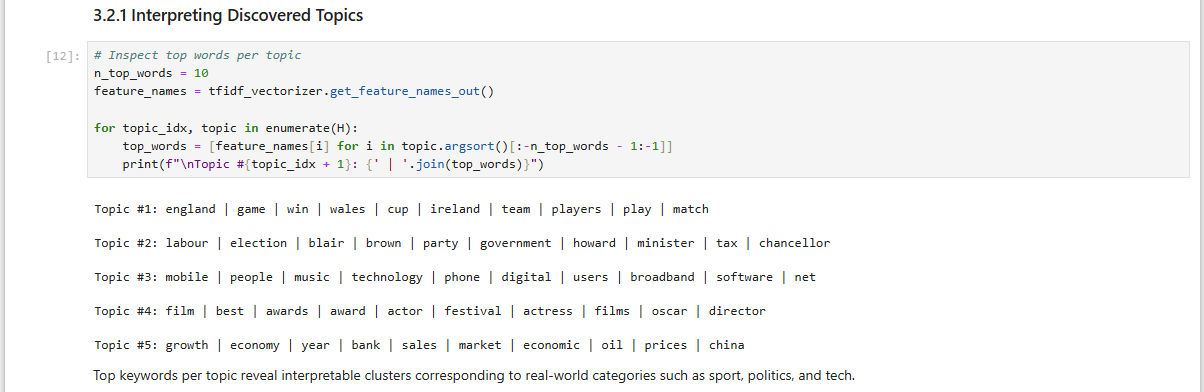 3.2.1 Interpreting Discovered Topics
[12]: # Inspect top words per topic
n_top_words = 10
feature_names = tfidf_vectorizer.get_feature_names_out()
for topic_idx, topic in enumerate(H):
    top_words = [feature_names[i] for i in topic.argsort()[:-n_top_words - 1:-1]]
    print(f"\nTopic #{topic_idx + 1}: {' | '.join(top_words)}")
Topic #1: england | game | win | wales | cup | ireland | team | players | play | match
Topic #2: labour | election | blair | brown | party | government | howard | minister | tax | chancellor
Topic #3: mobile | people | music | technology | phone | digital | users | broadband | software | net
Topic #4: film | best | awards | award | actor | festival | actress | films | oscar | director
Topic #5: growth | economy | year | bank | sales | market | economic | oil | prices | china
Top keywords per topic reveal interpretable clusters corresponding to real-world categories such as sport, politics, and tech.